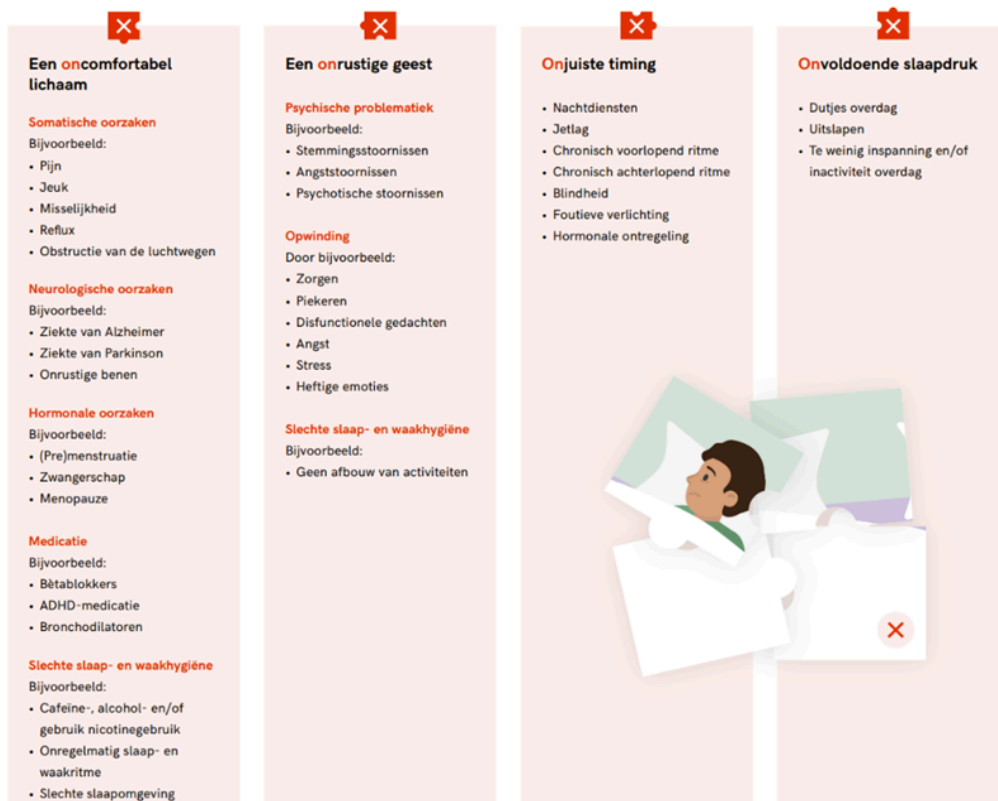 Een oncomfortabel
lichaam
Somatische oorzaken
Bijvoorbeeld:
• Pijn
• Jeuk
• Misselijkheid
• Reflux
• Obstructie van de luchtwegen
Neurologische oorzaken
Bijvoorbeeld:
• Ziekte van Alzheimer
• Ziekte van Parkinson
• Onrustige benen
Hormonale oorzaken
Bijvoorbeeld:
• (Pre)menstruatie
• Zwangerschap
• Menopauze
Medicatie
Bijvoorbeeld:
• Bètablokkers
• ADHD-medicatie
• Bronchodilatoren
Slechte slaap- en waakhygiëne
Bijvoorbeeld:
• Cafeïne-, alcohol- en/of
gebruik nicotinegebruik
• Onregelmatig slaap- en
waakritme
• Slechte slaapomgeving
Een onrustige geest
Psychische problematiek
Bijvoorbeeld:
• Stemmingsstoornissen
• Angststoornissen
• Psychotische stoornissen
Opwinding
Door bijvoorbeeld:
• Zorgen
• Piekeren
• Disfunctionele gedachten
• Angst
• Stress
• Heftige emoties
Slechte slaap- en waakhygiëne
Bijvoorbeeld:
• Geen afbouw van activiteiten
Onjuiste timing
• Nachtdiensten
• Jetlag
• Chronisch voorlopend ritme
• Chronisch achterlopend ritme
• Blindheid
• Foutieve verlichting
• Hormonale ontregeling
Onvoldoende slaapdruk
• Dutjes overdag
• Uitslapen
• Te weinig inspanning en/of
inactiviteit overdag